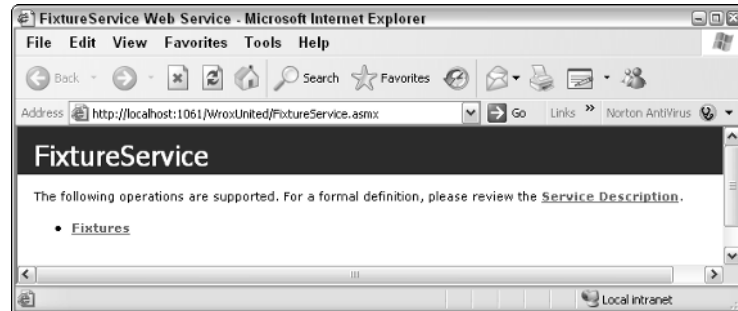 FixtureService Web Service - Microsoft Internet Explorer
File Edit View Favorites Tools Help
Back Search Favorites
Address http://localhost:1061/WroxUnited/FixtureService.asmx Go Links » Norton AntiVirus
FixtureService
The following operations are supported. For a formal definition, please review the Service Description.
• Fixtures
Local intranet